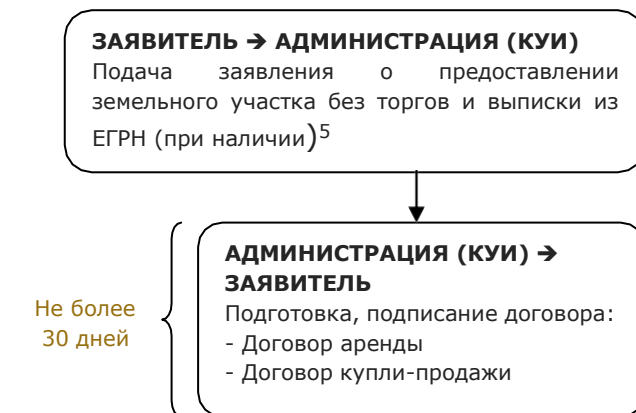 ЗАЯВИТЕЛЬ → АДМИНИСТРАЦИЯ (КУИ)
Подача заявления о предоставлении
земельного участка без торгов и выписки из
ЕГРН (при наличии)5
АДМИНИСТРАЦИЯ (КУИ) →
ЗАЯВИТЕЛЬ
Подготовка, подписание договора:
- Договор аренды
- Договор купли-продажи
Не более
30 дней